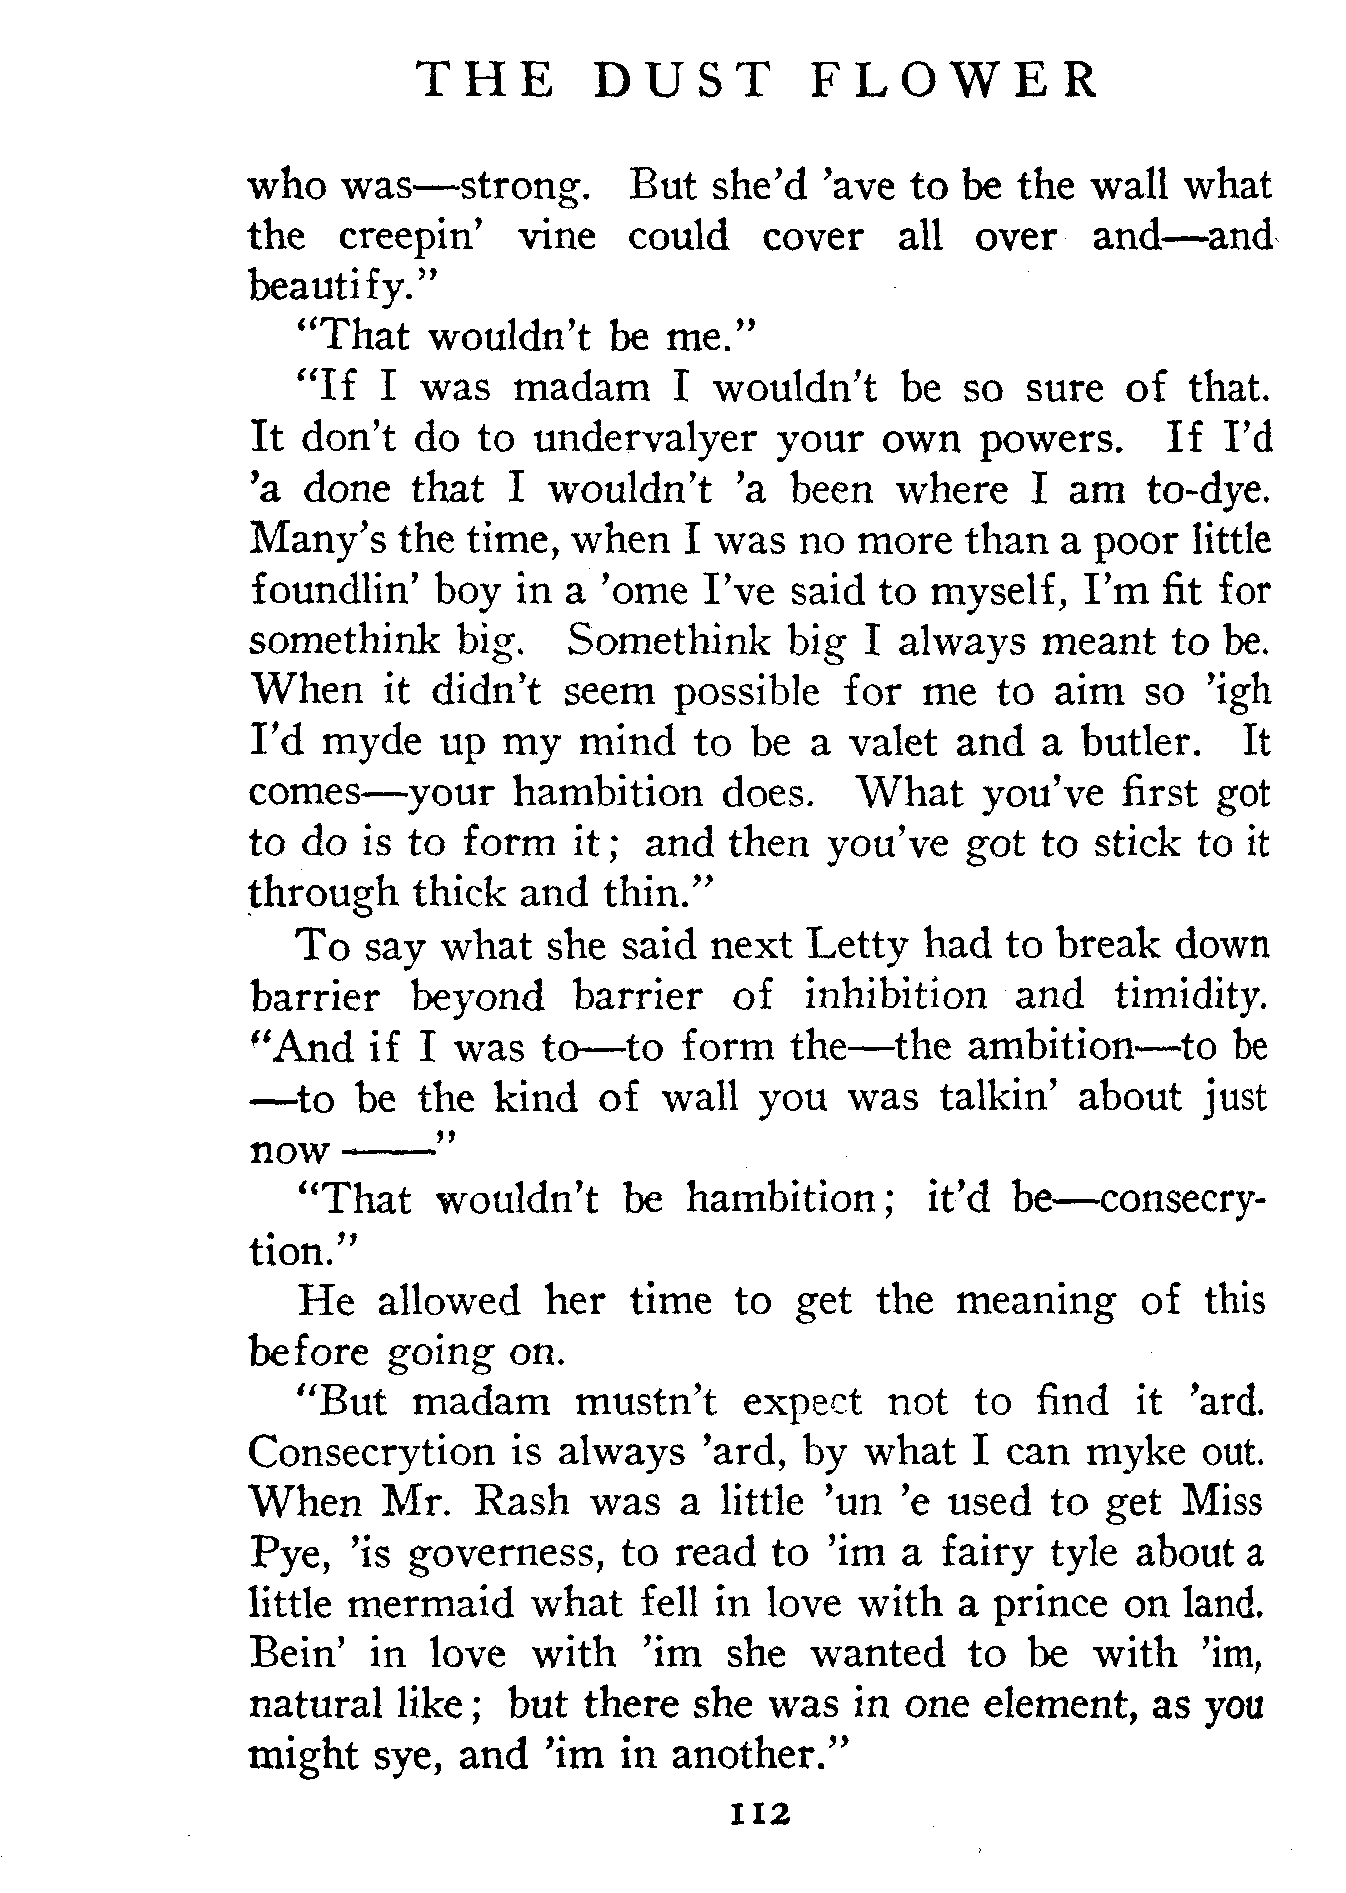 THE DUST FLOWER
who was—strong. But she’d ’ave to be the wall what
the creepin’ vine could cover all over and—and
beautify.”
“That wouldn’t be me.”
“If I was madam I wouldn’t be so sure of that.
It don’t do to undervalyer your own powers. If I’d
’a done that I wouldn’t ’a been where I am to-dye.
Many’s the time, when I was no more than a poor little
foundlin’ boy in a ’ome I’ve said to myself, I’m fit for
somethink big. Somethink big I always meant to be.
When it didn’t seem possible for me to aim so ’igh
I’d myde up my mind to be a valet and a butler. It
comes—your hambition does. What you’ve first got
to do is to form it; and then you’ve got to stick to it
through thick and thin.”
To say what she said next Letty had to break down
barrier beyond barrier of inhibition and timidity.
“And if I was to—to form the—the ambition—to be
—to be the kind of wall you was talkin’ about just
now ——”
“That wouldn’t be hambition; it’d be—consecry-
tion.”
He allowed her time to get the meaning of this
before going on.
“But madam mustn’t expect not to find it ’ard.
Consecrytion is always ’ard, by what I can myke out.
When Mr. Rash was a little ’un ’e used to get Miss
Pye, ’is governess, to read to ’im a fairy tyle about a
little mermaid what fell in love with a prince on land.
Bein’ in love with ’im she wanted to be with ’im,
natural like; but there she was in one element, as you
might sye, and ’im in another.”
112